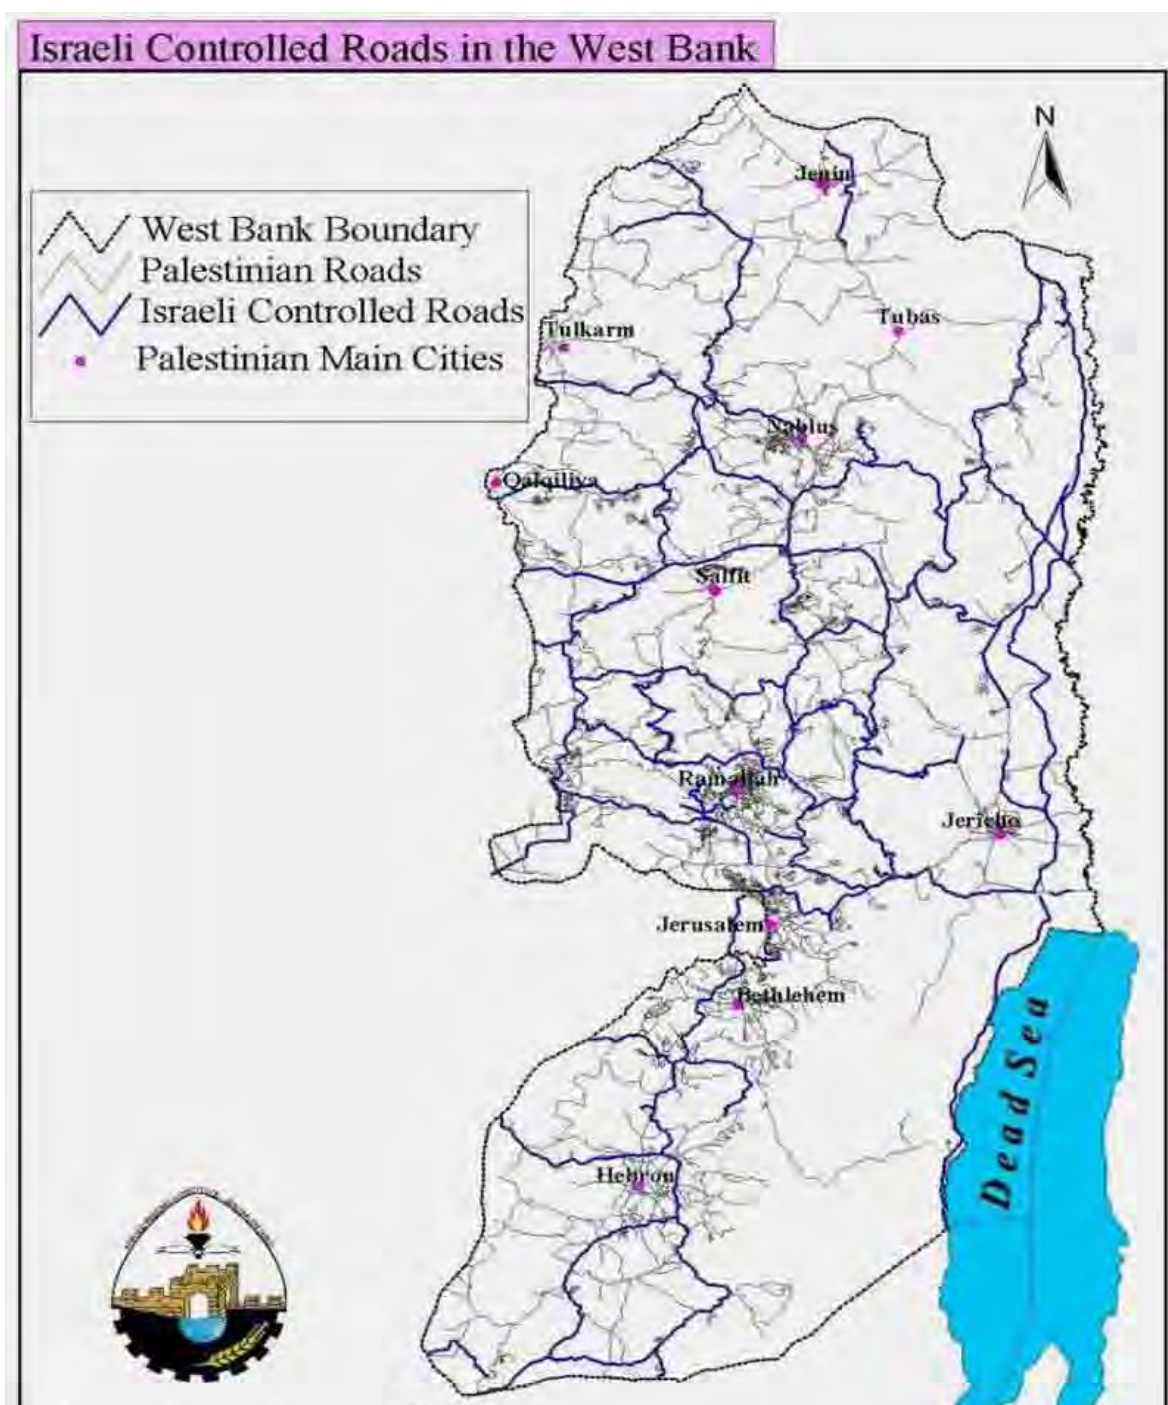 Israeli Controlled Roads in the West Bank
N
West Bank Boundary
Palestinian Roads
Israeli Controlled Roads
Palestinian Main Cities
Jenin
Tubas
Tulkarm
Nablus
Qalqiliya
Salfit
Ramallah
Jericho
Jerusalem
Bethlehem
Dead Sea
Hebron